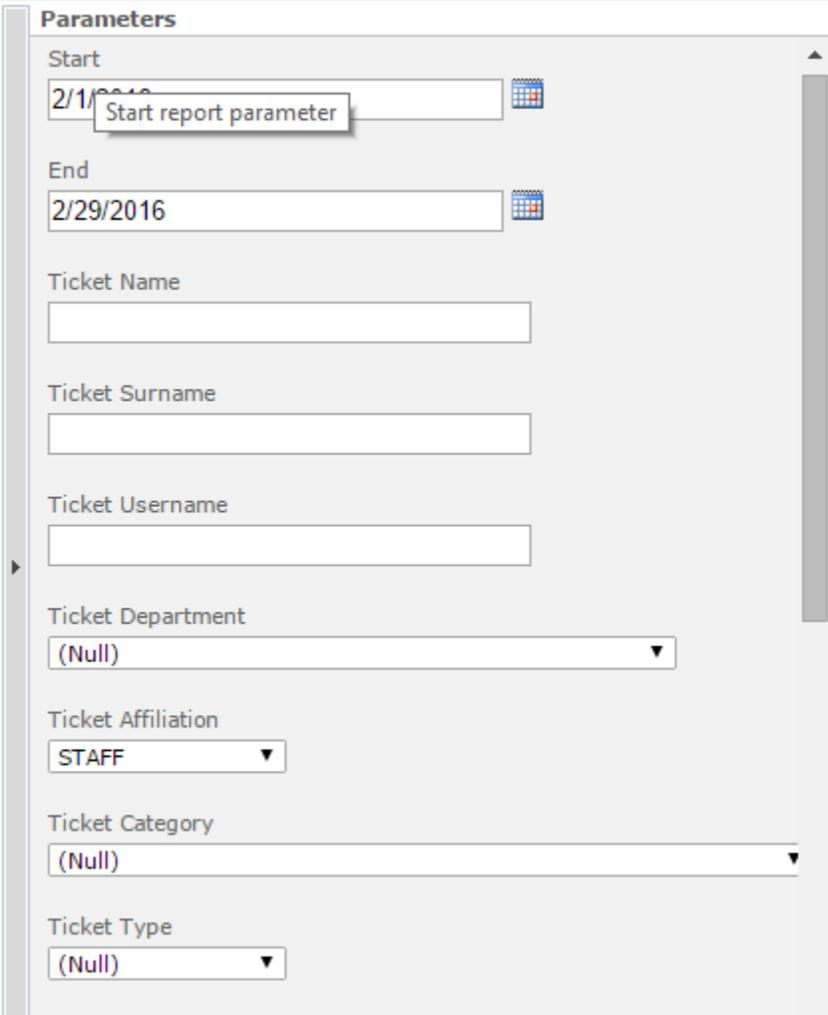 Parameters
Start
2/1/
Start report parameter
End
2/29/2016
Ticket Name
Ticket Surname
Ticket Username
Ticket Department
(Null)
Ticket Affiliation
STAFF
Ticket Category
(Null)
Ticket Type
(Null)